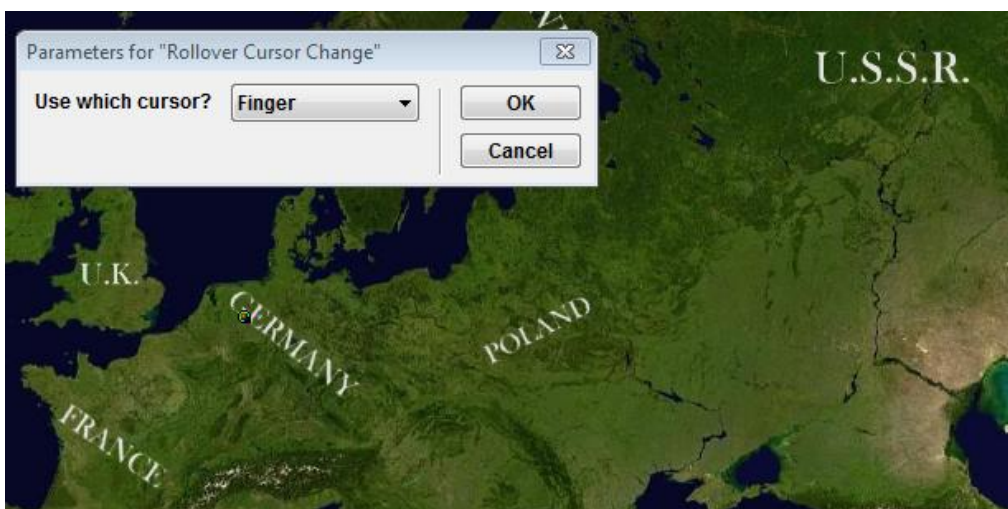 Parameters for "Rollover Cursor Change"
Use which cursor?
Finger
OK
Cancel
U.S.S.R.
U.K.
GERMANY
POLAND
FRANCE